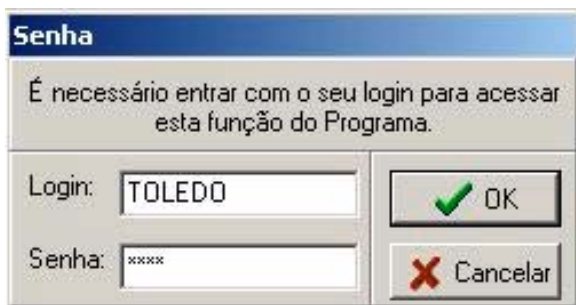 Senha
É necessário entrar com o seu login para acessar
esta função do Programa.
Login: TOLEDO
OK
Senha: ****
Cancelar